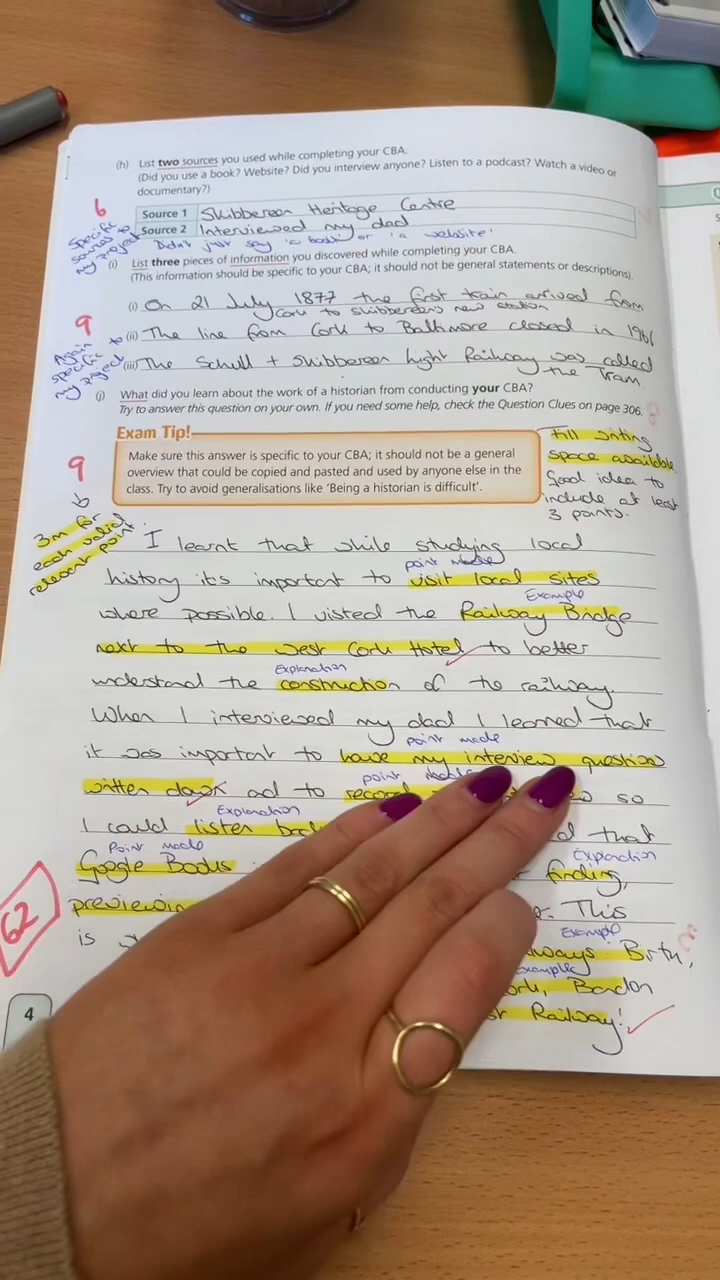 (h) List two sources you used while completing your CBA.
(Did you use a book? Website? Did you interview anyone? Listen to a podcast? Watch a video or
documentary?)
6
Specific
sources to
my project
Source 1 Skibbereen Heritage Centre
Source 2 Interviewed my dad
Didn't just say 'a book' or 'a website'
(i) List three pieces of information you discovered while completing your CBA.
(This information should be specific to your CBA; it should not be general statements or descriptions).
9
Again
specific to
my project
(i) On 21 July 1877 the first train arrived from
Cork to Skibbereen's new station
(ii) The line from Cork to Baltimore closed in 1961
(iii) The Schull + Skibbereen Light Railway was called
the Tram.
(j) What did you learn about the work of a historian from conducting your CBA?
Try to answer this question on your own. If you need some help, check the Question Clues on page 306.
Exam Tip!
Make sure this answer is specific to your CBA; it should not be a general
overview that could be copied and pasted and used by anyone else in the
class. Try to avoid generalisations like 'Being a historian is difficult'.
Fill writing
space available
Good idea to
include at least
3 points.
9
3m for
each valid
relevant point.
I learnt that while studying local
point made
history it's important to visit local sites
Example
where possible. I visted the Railway Bridge
next to the West Cork Hotel to better
Explanation
understand the construction of the railway.
When I interviewed my dad I learned that
point made
it was important to have my interview question
point made
written down ad to record so
Explanation
I could listen back that
Point made
Explanation
Google Books finding,
previewing This
Example
is
Birth,
example
Bandon
Railway!
62
4